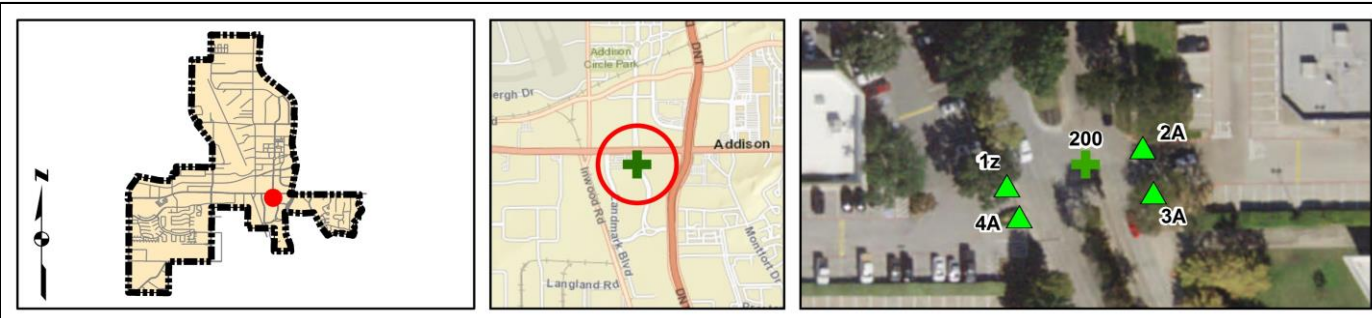 N
Addison
Circle Park
DNT
ergh Dr
d
Addison
Inwood Rd
Landmark Blvd
Montfort Dr
Langland Rd
DNT
200
2A
1z
4A
3A